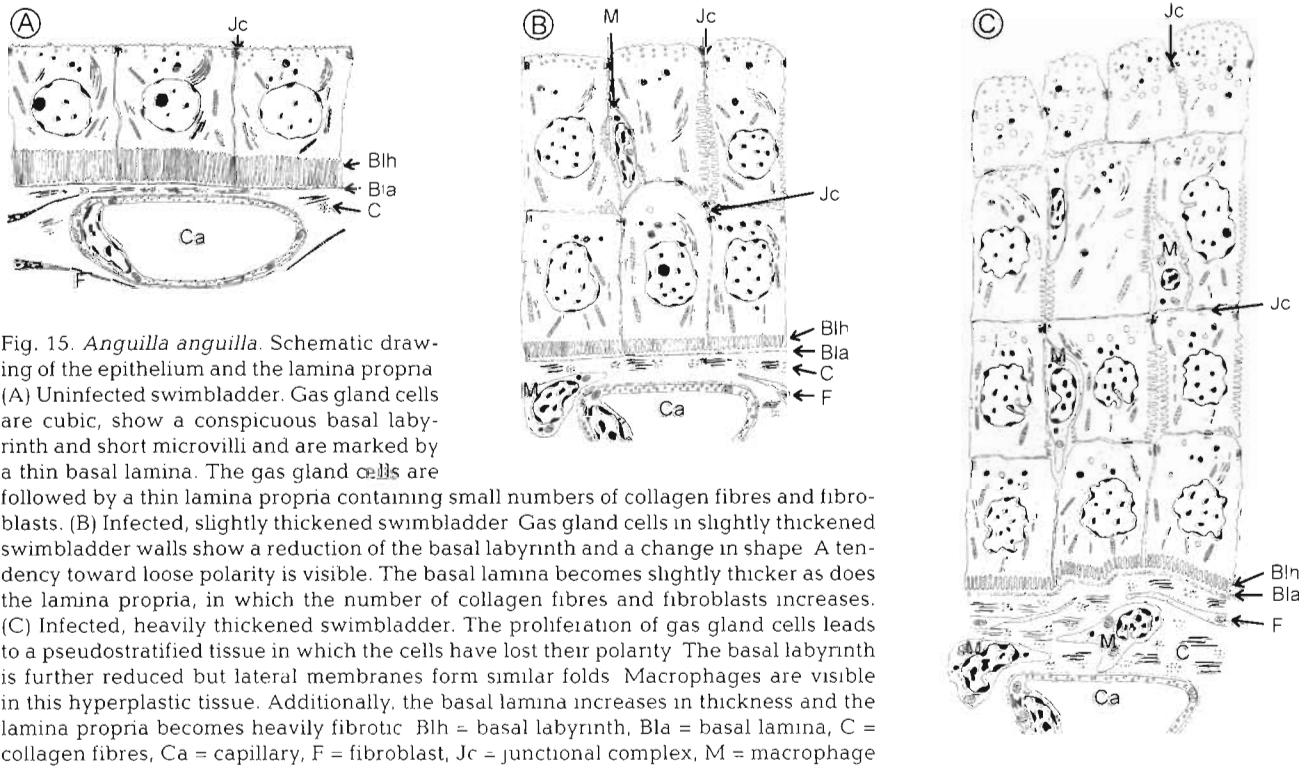 A
Jc
Blh
Bla
C
Ca
F
B
M
Jc
Jc
Blh
Bla
C
F
M
Ca
C
Jc
M
Jc
M
Blh
Bla
F
M
M
C
Ca
Fig. 15. Anguilla anguilla. Schematic draw-
ing of the epithelium and the lamina propria
(A) Uninfected swimbladder. Gas gland cells
are cubic, show a conspicuous basal laby-
rinth and short microvilli and are marked by
a thin basal lamina. The gas gland cells are
followed by a thin lamina propria containing small numbers of collagen fibres and fibro-
blasts. (B) Infected, slightly thickened swimbladder Gas gland cells in slightly thickened
swimbladder walls show a reduction of the basal labyrinth and a change in shape A ten-
dency toward loose polarity is visible. The basal lamina becomes slightly thicker as does
the lamina propria, in which the number of collagen fibres and fibroblasts increases.
(C) Infected, heavily thickened swimbladder. The proliferation of gas gland cells leads
to a pseudostratified tissue in which the cells have lost their polarity The basal labyrinth
is further reduced but lateral membranes form similar folds Macrophages are visible
in this hyperplastic tissue. Additionally, the basal lamina increases in thickness and the
lamina propria becomes heavily fibrotic Blh = basal labyrinth, Bla = basal lamina, C =
collagen fibres, Ca = capillary, F = fibroblast, Jc = junctional complex, M = macrophage